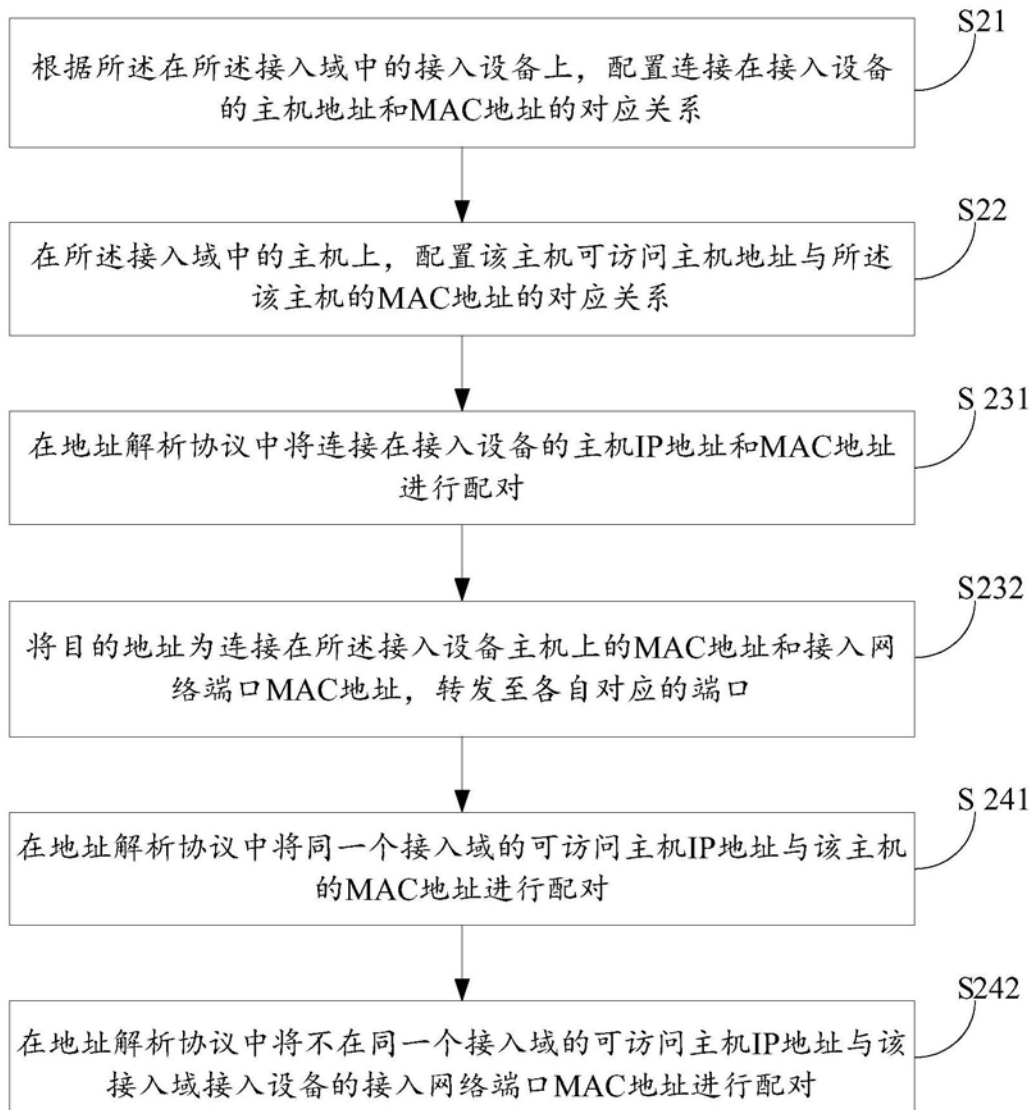 S21
根据所述在所述接入域中的接入设备上，配置连接在接入设备
的主机地址和MAC地址的对应关系
S22
在所述接入域中的主机上，配置该主机可访问主机地址与所述
该主机的MAC地址的对应关系
S 231
在地址解析协议中将连接在接入设备的主机IP地址和MAC地址
进行配对
S232
将目的地址为连接在所述接入设备主机上的MAC地址和接入网
络端口MAC地址，转发至各自对应的端口
S 241
在地址解析协议中将同一个接入域的可访问主机IP地址与该主机
的MAC地址进行配对
S242
在地址解析协议中将不在同一个接入域的可访问主机IP地址与该
接入域接入设备的接入网络端口MAC地址进行配对